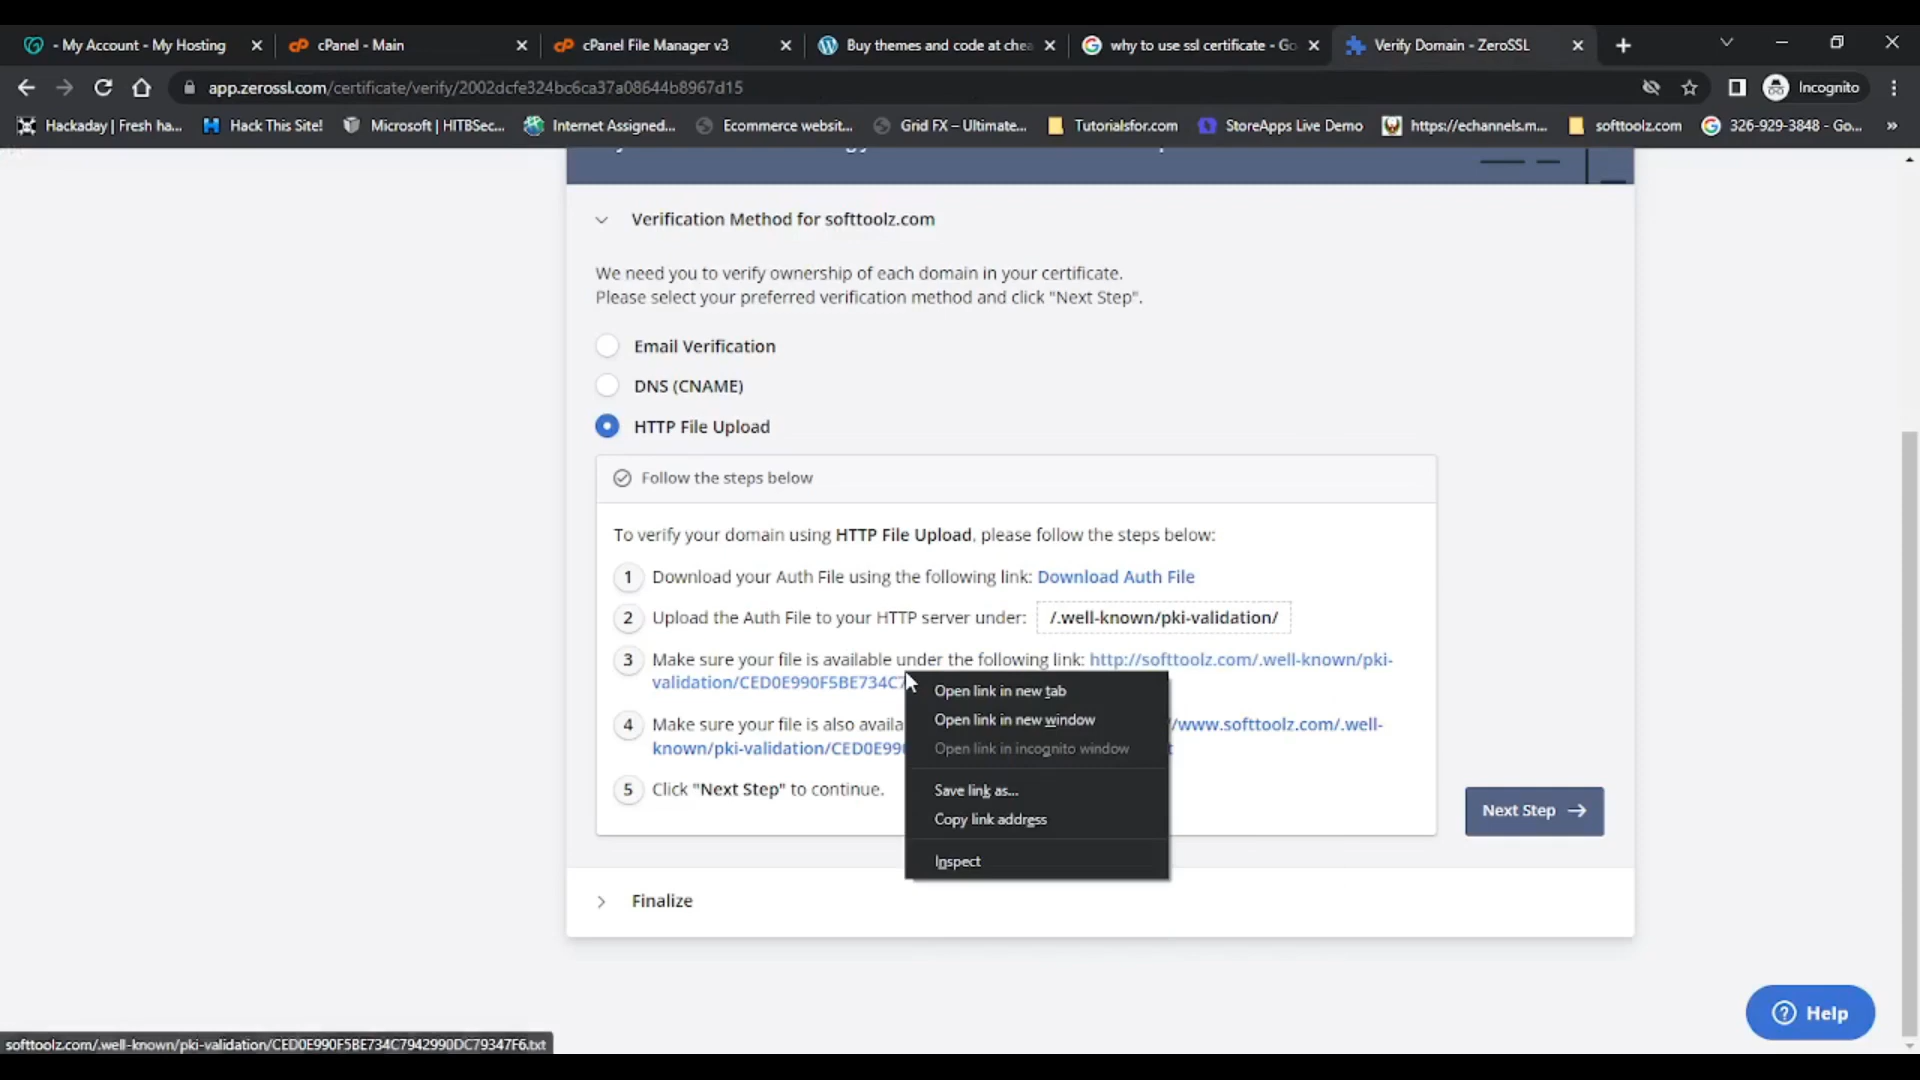 - My Account - My Hosting
cPanel - Main
cPanel File Manager v3
Buy themes and code at chea
why to use ssl certificate - Go
Verify Domain - ZeroSSL
app.zerossl.com/certificate/verify/2002dcfe324bc6ca37a08644b8967d15
Incognito
Hackaday | Fresh ha...
Hack This Site!
Microsoft | HITBSec...
Internet Assigned...
Ecommerce websit...
Grid FX – Ultimate...
Tutorialsfor.com
StoreApps Live Demo
https://echannels.m...
softtoolz.com
326-929-3848 - Go...
»
Verification Method for softtoolz.com
We need you to verify ownership of each domain in your certificate.
Please select your preferred verification method and click "Next Step".
Email Verification
DNS (CNAME)
HTTP File Upload
Follow the steps below
To verify your domain using HTTP File Upload, please follow the steps below:
1 Download your Auth File using the following link: Download Auth File
2 Upload the Auth File to your HTTP server under: /.well-known/pki-validation/
3 Make sure your file is available under the following link: http://softtoolz.com/.well-known/pki-
validation/CED0E990F5BE734C7
4 Make sure your file is also availa
/www.softtoolz.com/.well-
known/pki-validation/CED0E99
5 Click "Next Step" to continue.
Open link in new tab
Open link in new window
Open link in incognito window
Save link as...
Copy link address
Inspect
Next Step →
Finalize
Help
softtoolz.com/.well-known/pki-validation/CED0E990F5BE734C7942990DC79347F6.txt